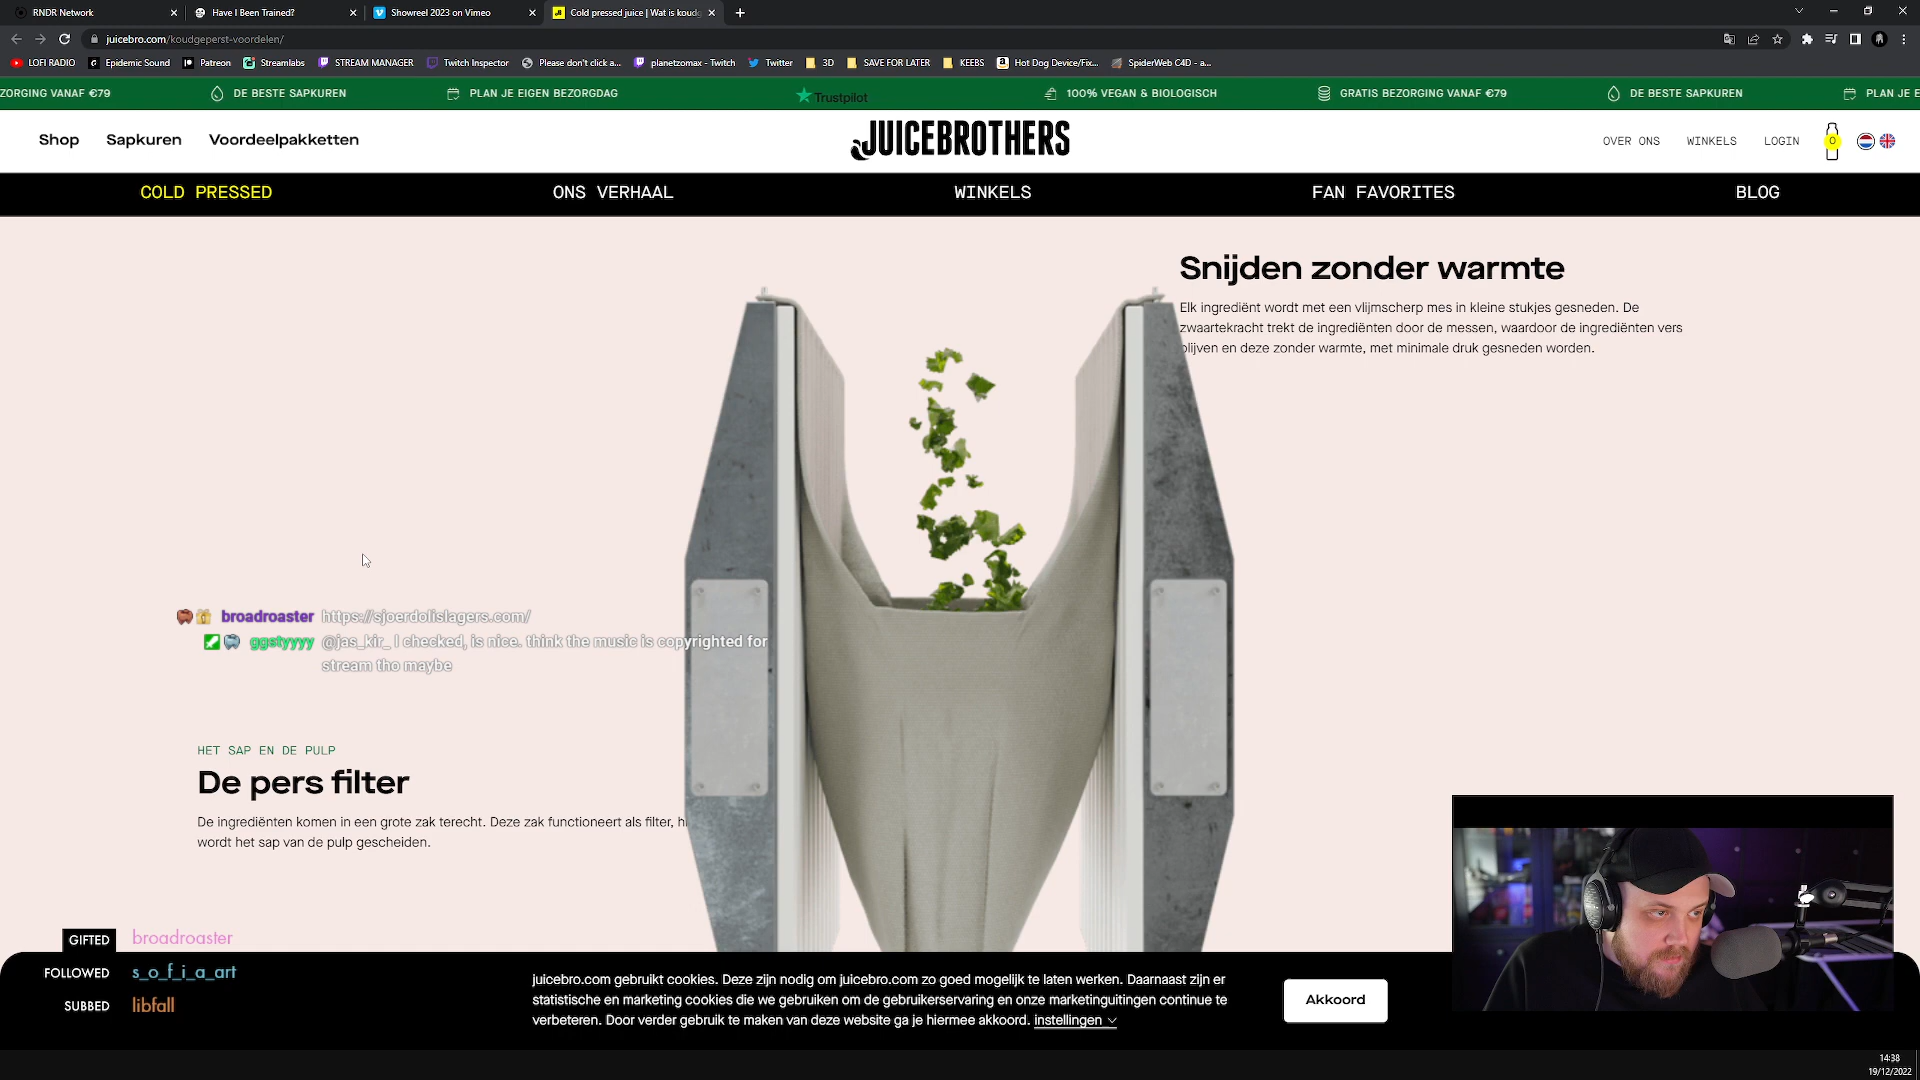 RNDR Network
Have I Been Trained?
Showreel 2023 on Vimeo
Cold pressed juice | Wat is koudg
juicebro.com/koudgeperst-voordelen/
LOFI RADIO
Epidemic Sound
Patreon
Streamlabs
STREAM MANAGER
Twitch Inspector
Please don't click a...
planetzomax - Twitch
Twitter
3D
SAVE FOR LATER
KEEBS
Hot Dog Device/Fix...
SpiderWeb C4D - a...
ZORGING VANAF €79
DE BESTE SAPKUREN
PLAN JE EIGEN BEZORGDAG
Trustpilot
100% VEGAN & BIOLOGISCH
GRATIS BEZORGING VANAF €79
DE BESTE SAPKUREN
PLAN JE E
Shop
Sapkuren
Voordeelpakketten
JUICEBROTHERS
OVER ONS
WINKELS
LOGIN
0
COLD PRESSED
ONS VERHAAL
WINKELS
FAN FAVORITES
BLOG
Snijden zonder warmte
Elk ingrediënt wordt met een vlijmscherp mes in kleine stukjes gesneden. De
zwaartekracht trekt de ingrediënten door de messen, waardoor de ingrediënten vers
blijven en deze zonder warmte, met minimale druk gesneden worden.
broadroaster https://sjoerdolislagers.com/
ggstyyyy @jas_kir_ I checked, is nice. think the music is copyrighted for
stream tho maybe
HET SAP EN DE PULP
De pers filter
De ingrediënten komen in een grote zak terecht. Deze zak functioneert als filter, hi
wordt het sap van de pulp gescheiden.
GIFTED broadroaster
FOLLOWED s_o_f_i_a_art
SUBBED libfall
juicebro.com gebruikt cookies. Deze zijn nodig om juicebro.com zo goed mogelijk te laten werken. Daarnaast zijn er
statistische en marketing cookies die we gebruiken om de gebruikerservaring en onze marketinguitingen continue te
verbeteren. Door verder gebruik te maken van deze website ga je hiermee akkoord. instellingen
Akkoord
14:38
19/12/2022